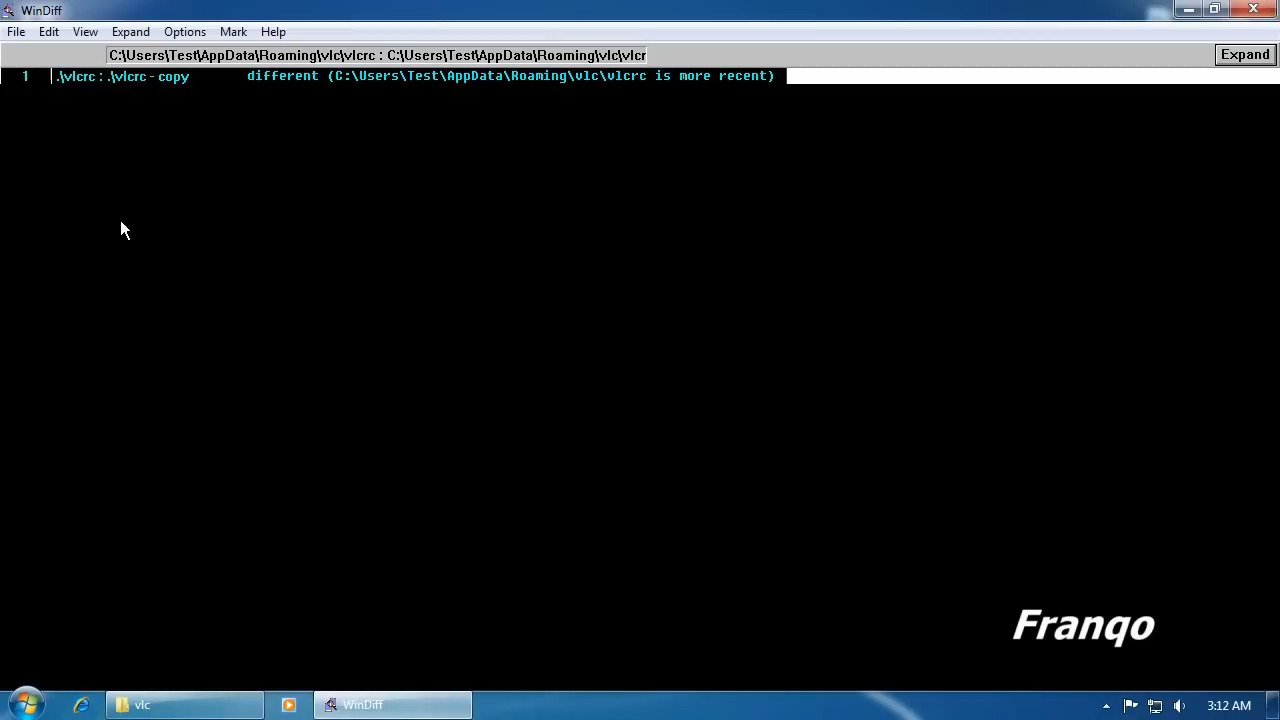 WinDiff
File Edit View Expand Options Mark Help
C:\Users\Test\AppData\Roaming\vlc\vlcrc : C:\Users\Test\AppData\Roaming\vlc\vlcr
Expand
1 .\vlcrc : .\vlcrc - copy different (C:\Users\Test\AppData\Roaming\vlc\vlcrc is more recent)
Franqo
vlc WinDiff 3:12 AM